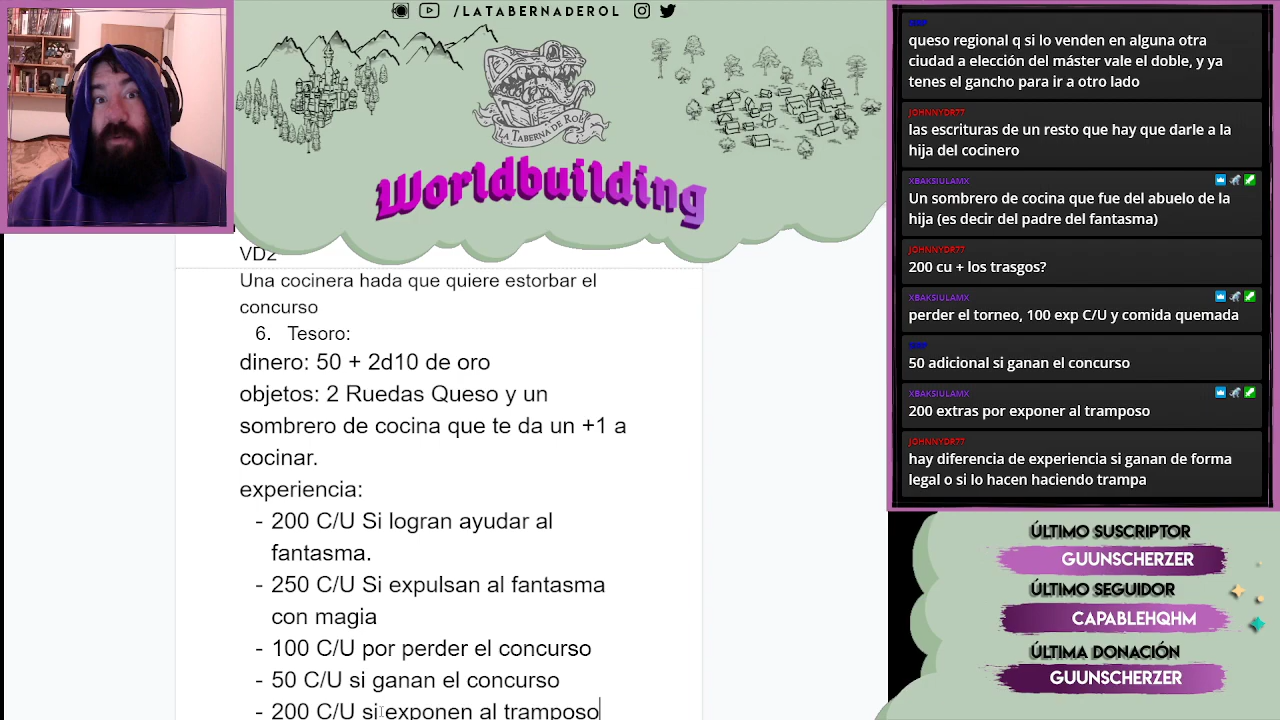 /LATABERNADEROL
LA TABERNA DE ROL
Worldbuilding
VD2
Una cocinera hada que quiere estorbar el
concurso
6. Tesoro:
dinero: 50 + 2d10 de oro
objetos: 2 Ruedas Queso y un
sombrero de cocina que te da un +1 a
cocinar.
experiencia:
- 200 C/U Si logran ayudar al
fantasma.
- 250 C/U Si expulsan al fantasma
con magia
- 100 C/U por perder el concurso
- 50 C/U si ganan el concurso
- 200 C/U si exponen al tramposo
queso regional q si lo venden en alguna otra
ciudad a elección del máster vale el doble, y ya
tenes el gancho para ir a otro lado
JOHNNYDR77
las escrituras de un resto que hay que darle a la
hija del cocinero
XBAKSIULAMX
Un sombrero de cocina que fue del abuelo de la
hija (es decir del padre del fantasma)
JOHNNYDR77
200 cu + los trasgos?
XBAKSIULAMX
perder el torneo, 100 exp C/U y comida quemada
50 adicional si ganan el concurso
XBAKSIULAMX
200 extras por exponer al tramposo
JOHNNYDR77
hay diferencia de experiencia si ganan de forma
legal o si lo hacen haciendo trampa
ÚLTIMO SUSCRIPTOR
GUUNSCHERZER
ÚLTIMO SEGUIDOR
CAPABLEHQHM
ÚLTIMA DONACIÓN
GUUNSCHERZER